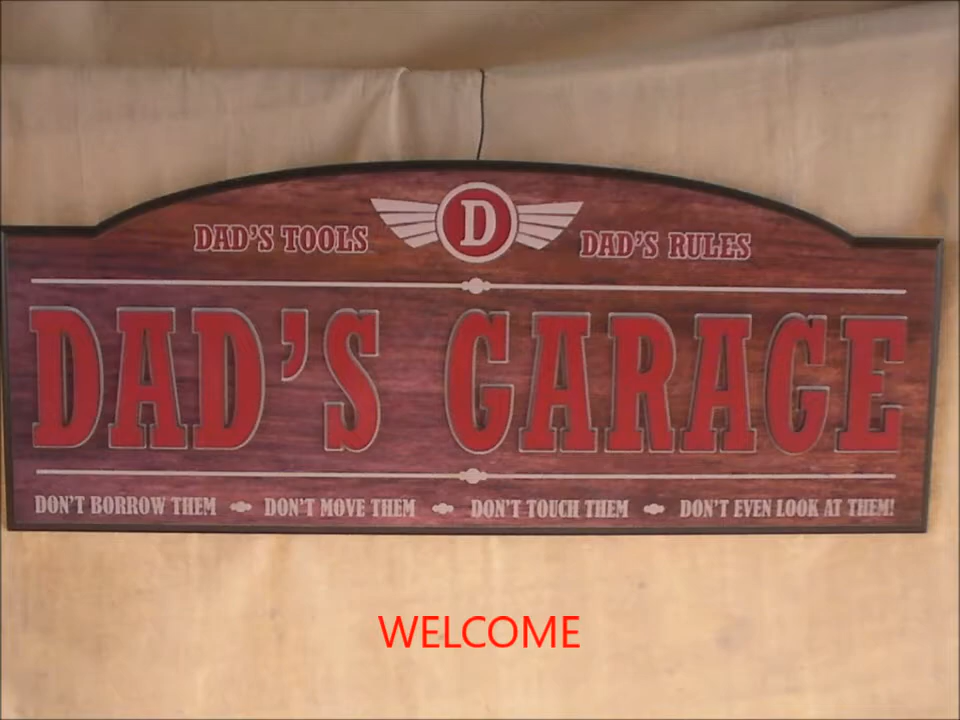 D
DAD'S TOOLS DAD'S RULES
DAD'S GARAGE
DON'T BORROW THEM DON'T MOVE THEM DON'T TOUCH THEM DON'T EVEN LOOK AT THEM!
WELCOME